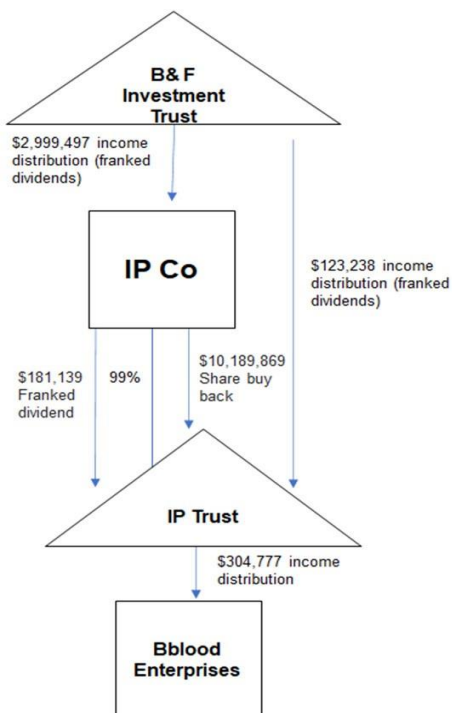 B& F
Investment
Trust
$2,999,497 income
distribution (franked
dividends)
IP Co
$123,238 income
distribution (franked
dividends)
$181,139
Franked
dividend
99%
$10,189,869
Share buy
back
IP Trust
$304,777 income
distribution
Bblood
Enterprises